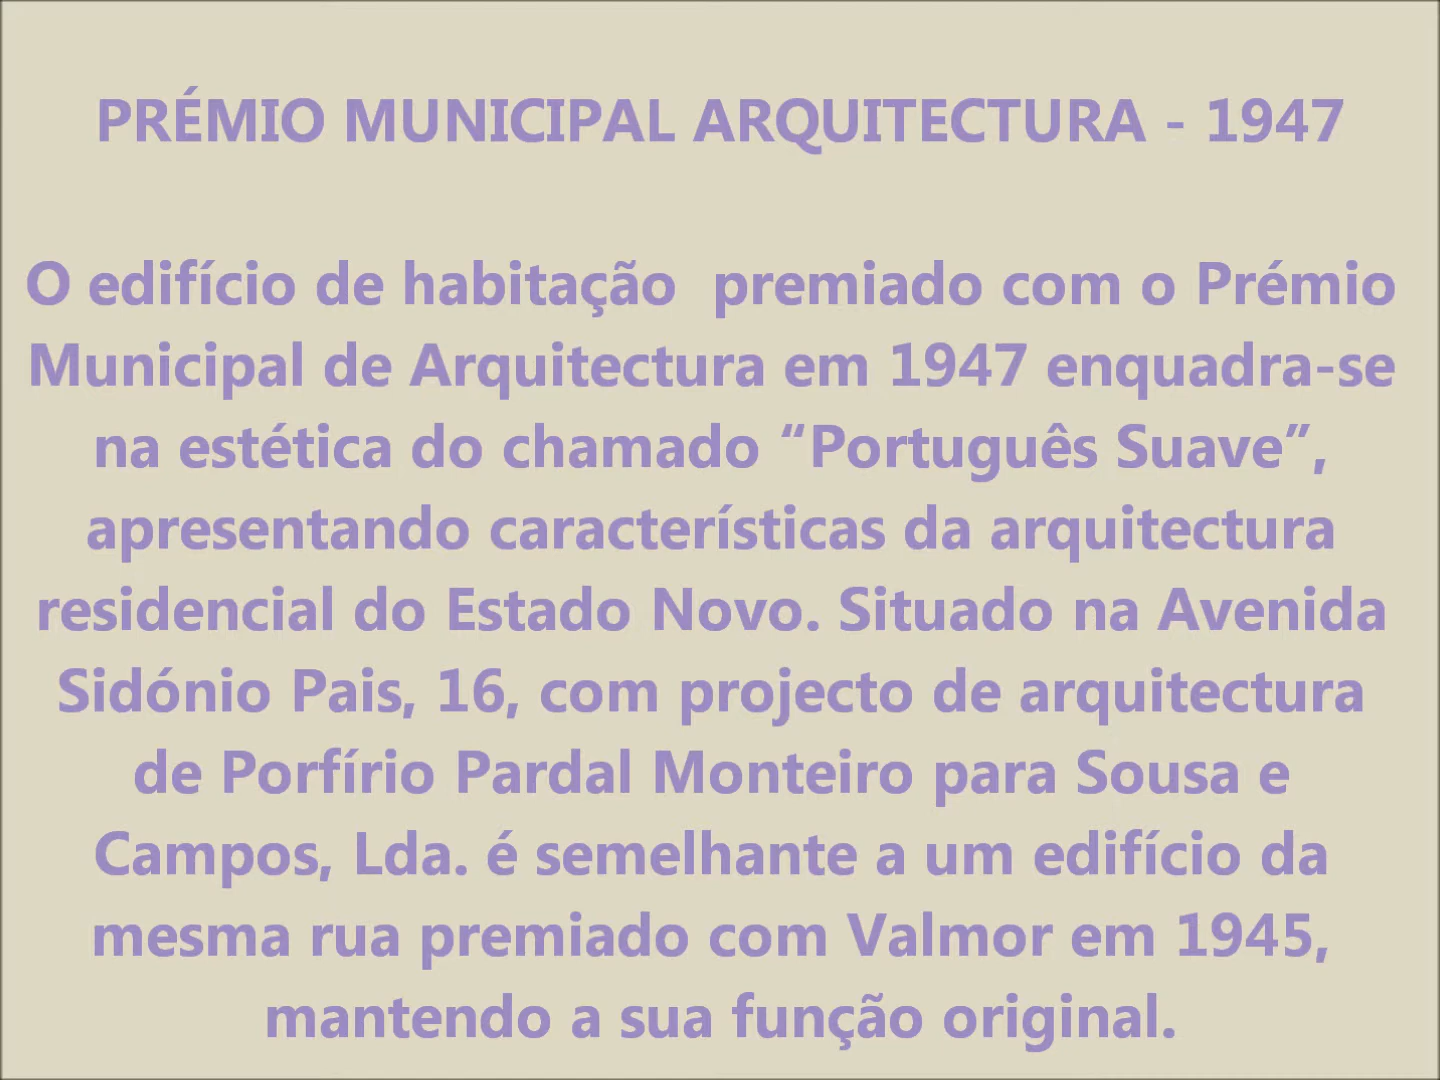 PRÉMIO MUNICIPAL ARQUITECTURA - 1947
O edifício de habitação  premiado com o Prémio
Municipal de Arquitectura em 1947 enquadra-se
na estética do chamado “Português Suave”,
apresentando características da arquitectura
residencial do Estado Novo. Situado na Avenida
Sidónio Pais, 16, com projecto de arquitectura
de Porfírio Pardal Monteiro para Sousa e
Campos, Lda. é semelhante a um edifício da
mesma rua premiado com Valmor em 1945,
mantendo a sua função original.